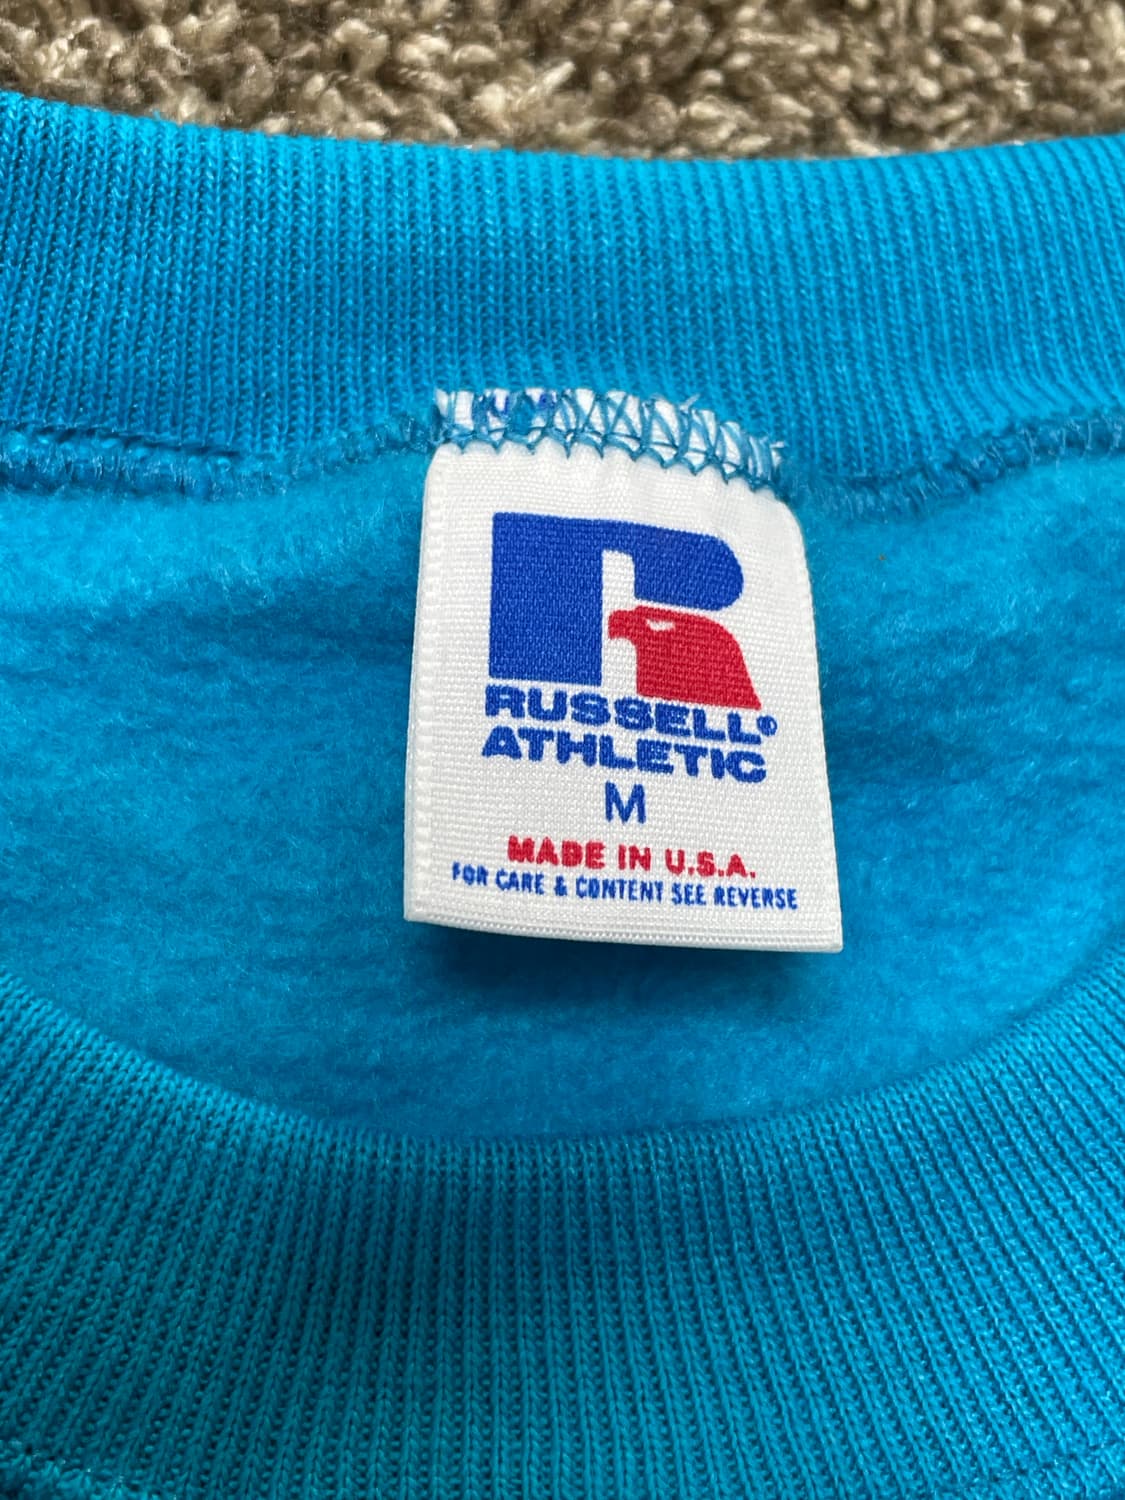 RUSSELL®
ATHLETIC
M
MADE IN U.S.A.
FOR CARE & CONTENT SEE REVERSE